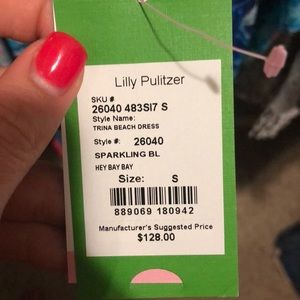 Lilly Pulitzer
SKU #:
26040 483SI7 S
Style Name:
TRINA BEACH DRESS
Style #: 26040
SPARKLING BL
HEY BAY BAY
Size: S
889069 180942
Manufacturer's Suggested Price
$128.00